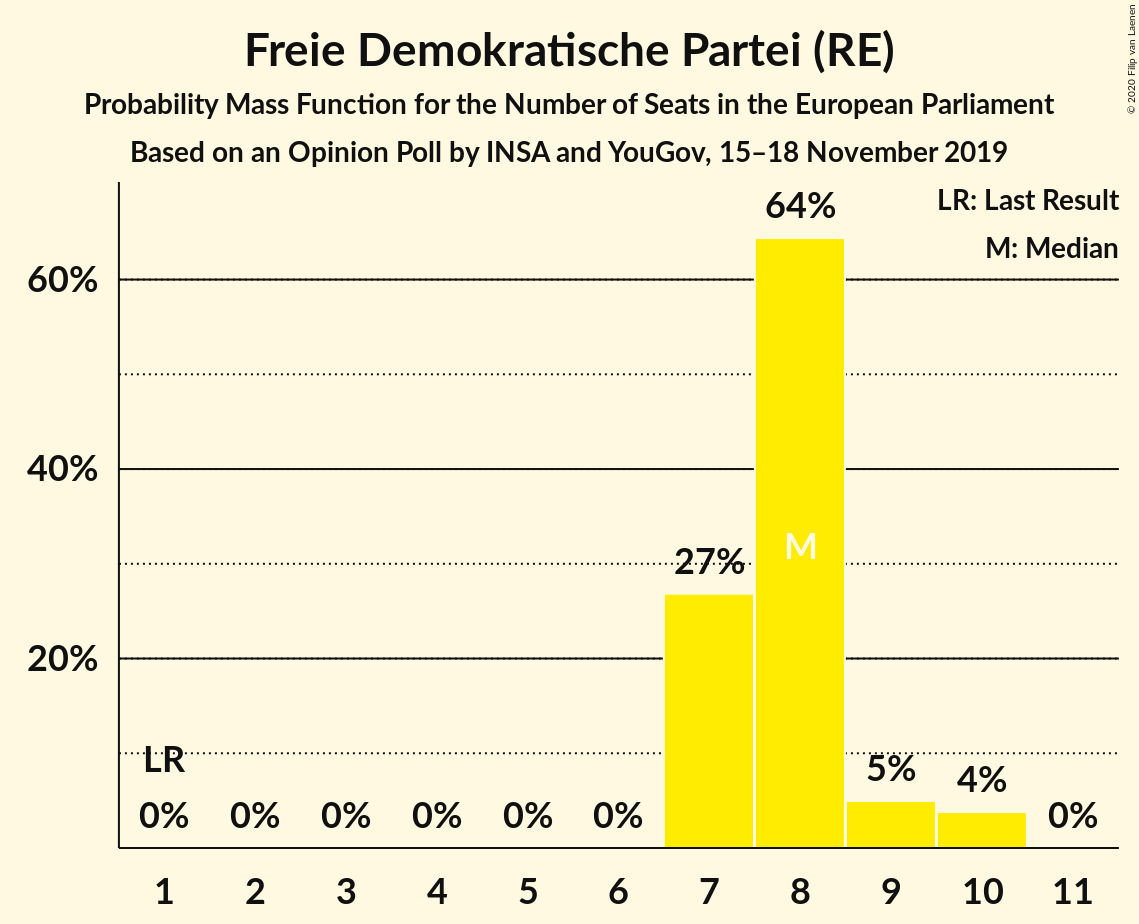 Freie Demokratische Partei (RE)
Probability Mass Function for the Number of Seats in the European Parliament
Based on an Opinion Poll by INSA and YouGov, 15–18 November 2019
© 2020 Filip van Laenen
LR: Last Result
M: Median
60%
40%
20%
LR
0%
0%
0%
0%
0%
0%
27%
64%
M
5%
4%
0%
1 2 3 4 5 6 7 8 9 10 11